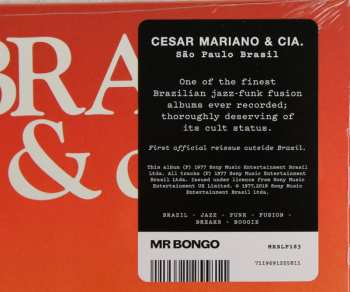 BRA
& c
CESAR MARIANO & CIA.
São Paulo Brasil
One of the finest
Brazilian jazz-funk fusion
albums ever recorded;
thoroughly deserving of
its cult status.
First official reissue outside Brasil.
This album (P) 1977 Sony Music Entertainment Brasil
Ltda. All tracks (P) 1977 Sony Music Entertainment
Brasil Ltda. Issued under licence from Sony Music
Entertainment UK Limited. © 1977,2018 Sony Music
Entertainment Brasil Ltda.
BRAZIL - JAZZ - FUNK - FUSION -
BREAKS - BOOGIE
MR BONGO
MRBLP183
7119691255811